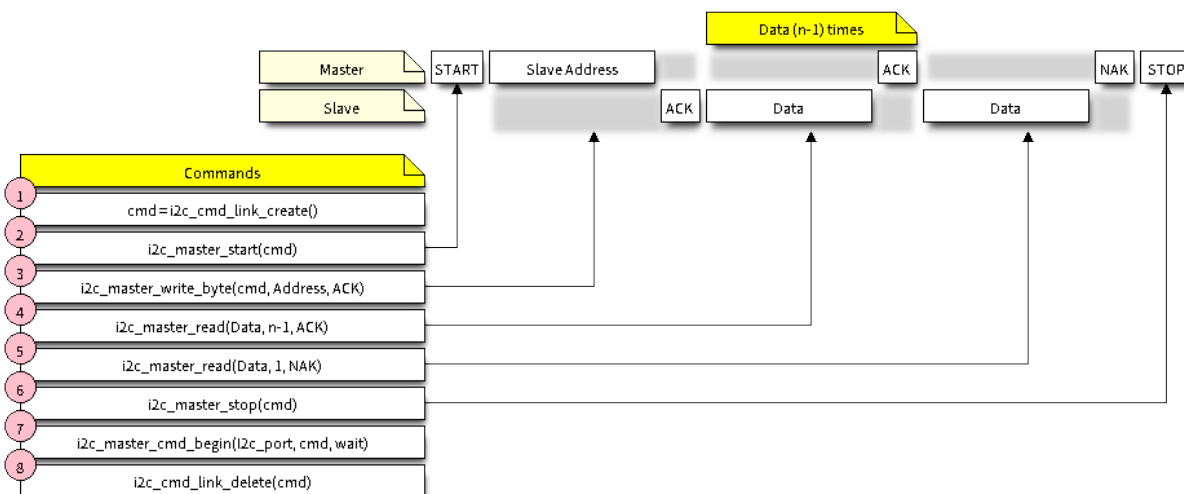 Data (n-1) times
Master START Slave Address ACK NAK STOP
Slave ACK Data Data
Commands
1 cmd=i2c_cmd_link_create()
2 i2c_master_start(cmd)
3 i2c_master_write_byte(cmd, Address, ACK)
4 i2c_master_read(Data, n-1, ACK)
5 i2c_master_read(Data, 1, NAK)
6 i2c_master_stop(cmd)
7 i2c_master_cmd_begin(I2c_port, cmd, wait)
8 i2c_cmd_link_delete(cmd)